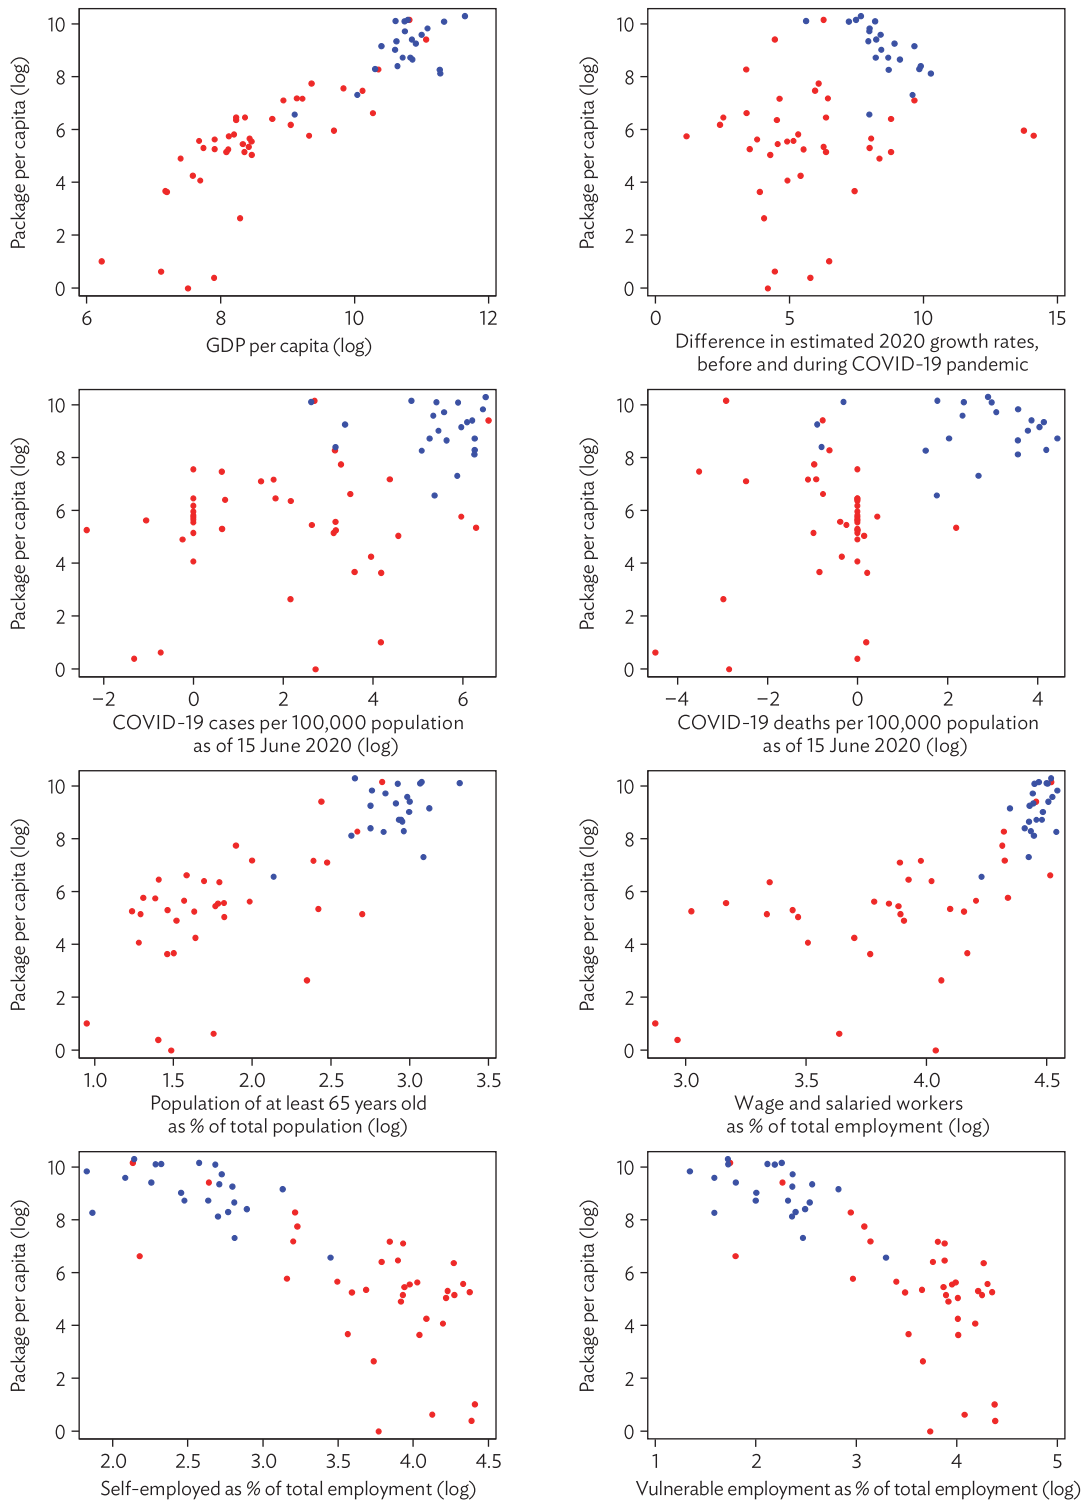 Package per capita (log)
10
8
6
4
2
0
6 8 10 12
GDP per capita (log)
Package per capita (log)
10
8
6
4
2
0
0 5 10 15
Difference in estimated 2020 growth rates,
before and during COVID-19 pandemic
Package per capita (log)
10
8
6
4
2
0
−2 0 2 4 6
COVID-19 cases per 100,000 population
as of 15 June 2020 (log)
Package per capita (log)
10
8
6
4
2
0
−4 −2 0 2 4
COVID-19 deaths per 100,000 population
as of 15 June 2020 (log)
Package per capita (log)
10
8
6
4
2
0
1.0 1.5 2.0 2.5 3.0 3.5
Population of at least 65 years old
as % of total population (log)
Package per capita (log)
10
8
6
4
2
0
3.0 3.5 4.0 4.5
Wage and salaried workers
as % of total employment (log)
Package per capita (log)
10
8
6
4
2
0
2.0 2.5 3.0 3.5 4.0 4.5
Self-employed as % of total employment (log)
Package per capita (log)
10
8
6
4
2
0
1 2 3 4 5
Vulnerable employment as % of total employment (log)